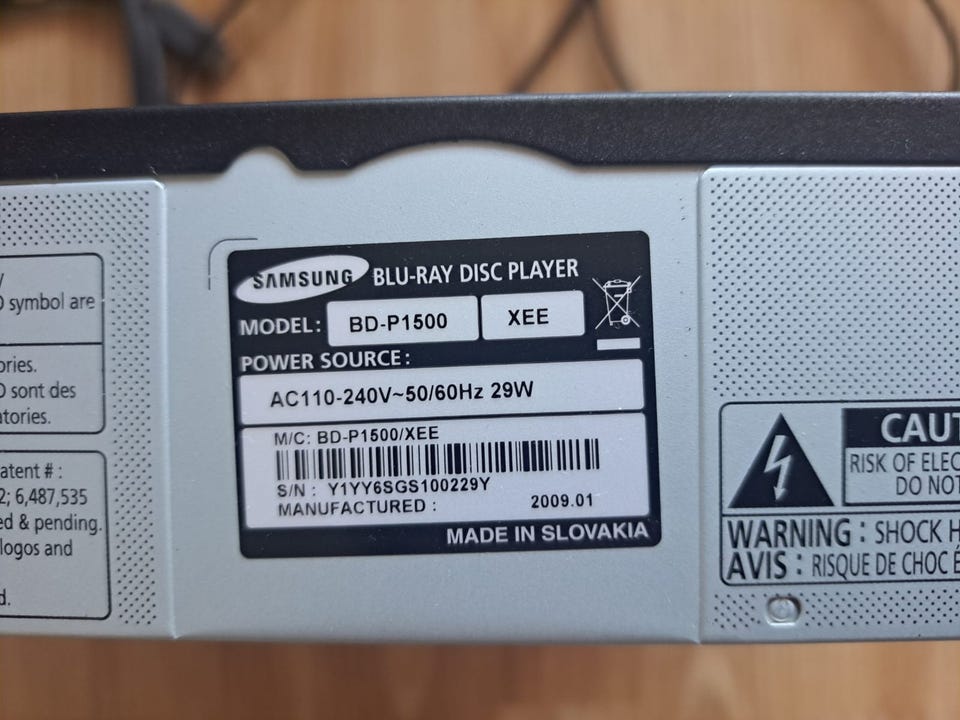 /
D symbol are
ories.
D sont des
atories.
atent # :
2; 6,487,535
ed & pending.
logos and
d.
SAMSUNG BLU-RAY DISC PLAYER
MODEL: BD-P1500 XEE
POWER SOURCE:
AC110-240V~50/60Hz 29W
M/C: BD-P1500/XEE
S/N : Y1YY6SGS100229Y
MANUFACTURED : 2009.01
MADE IN SLOVAKIA
CAUT
RISK OF ELEC
DO NOT
WARNING : SHOCK H
AVIS : RISQUE DE CHOC É